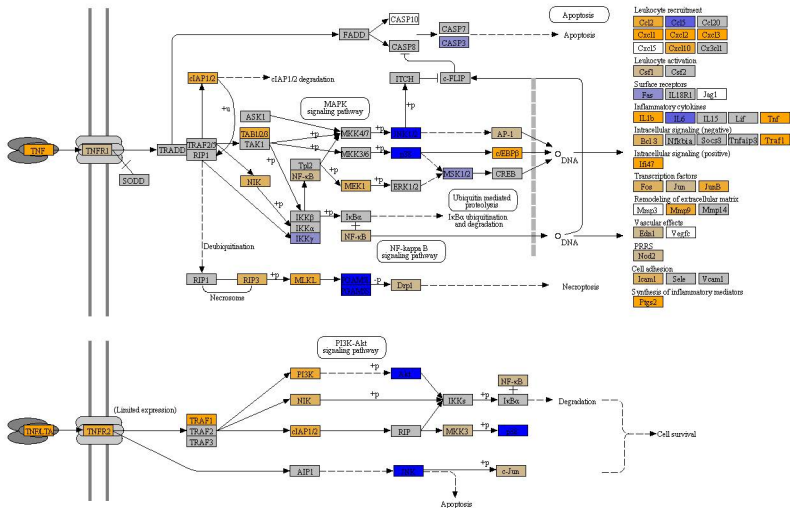 CASP10
CASP7
Apoptosis
FADD
CASP8
CASP3
Apoptosis
cIAP1/2
cIAP1/2 degradation
ITCH
c-FLIP
+u
MAPK
signaling pathway
+p
ASK1
TNF
TNFR1
TRADD
TRAF2/5
RIP1
TAB1/2/3
TAK1
+p
MKK4/7
+p
AP-1
MKK3/6
+p
c/EBPβ
DNA
SODD
NIK
Tpl2
NF-κB
+p
MEK1
ERK1/2
MSK1/2
CREB
+p
Ubiquitin mediated
proteolysis
IKKβ
IKKα
IKKγ
+p
IκBα
IκBα ubiquitination
and degradation
NF-κB
DNA
Deubiquitination
NF-kappa B
signaling pathway
RIP1
RIP3
+p
MLKL
-p
Drp1
Necroptosis
Necrosome
Leukocyte recruitment
Ccl2
Ccl5
Ccl20
Cxcl1
Cxcl2
Cxcl3
Cxcl5
Cxcl10
Cx3cl1
Leukocyte activation
Csf1
Csf2
Surface receptors
Fas
IL18R1
Jag1
Inflammatory cytokines
IL1b
IL6
IL15
Lif
Tnf
Intracellular signaling (negative)
Bcl3
Nfkbia
Socs3
Tnfaip3
Traf1
Intracellular signaling (positive)
Ifi47
Transcription factors
Fos
Jun
JunB
Remodeling of extracellular matrix
Mmp3
Mmp9
Mmp14
Vascular effects
Edn1
Vegfc
PRRS
Nod2
Cell adhesion
Icam1
Sele
Vcam1
Synthesis of inflammatory mediators
Ptgs2
PI3K-Akt
signaling pathway
+p
PI3K
NF-κB
NIK
+p
IKKs
+p
IκBα
Degradation
(Limited expression)
TNF/LTA
TNFR2
TRAF1
TRAF2
TRAF3
cIAP1/2
RIP
MKK3
+p
Cell survival
AIP1
+p
c-Jun
Apoptosis